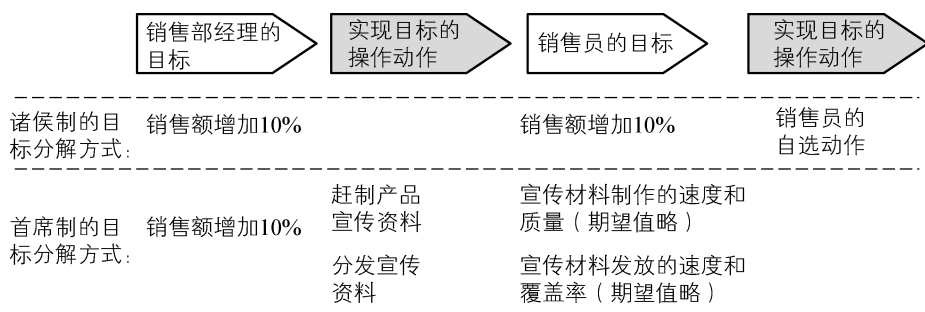 销售部经理的
目标
实现目标的
操作动作
销售员的目标
实现目标的
操作动作
诸侯制的目
标分解方式:
销售额增加10%
销售额增加10%
销售员的
自选动作
首席制的目
标分解方式:
销售额增加10%
赶制产品
宣传资料
宣传材料制作的速度和
质量（期望值略）
分发宣传
资料
宣传材料发放的速度和
覆盖率（期望值略）